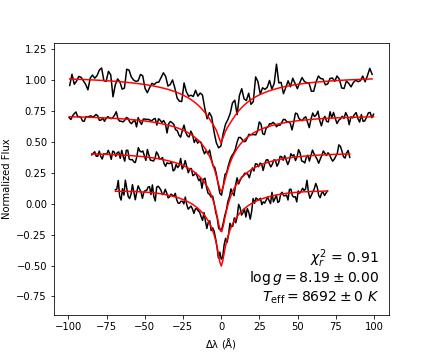 1.25
1.00
0.75
0.50
0.25
0.00
−0.25
−0.50
−0.75
Normalized Flux
χ²ᵣ = 0.91
log g = 8.19 ± 0.00
T_eff = 8692 ± 0 K
−100 −75 −50 −25 0 25 50 75 100
Δλ (Å)